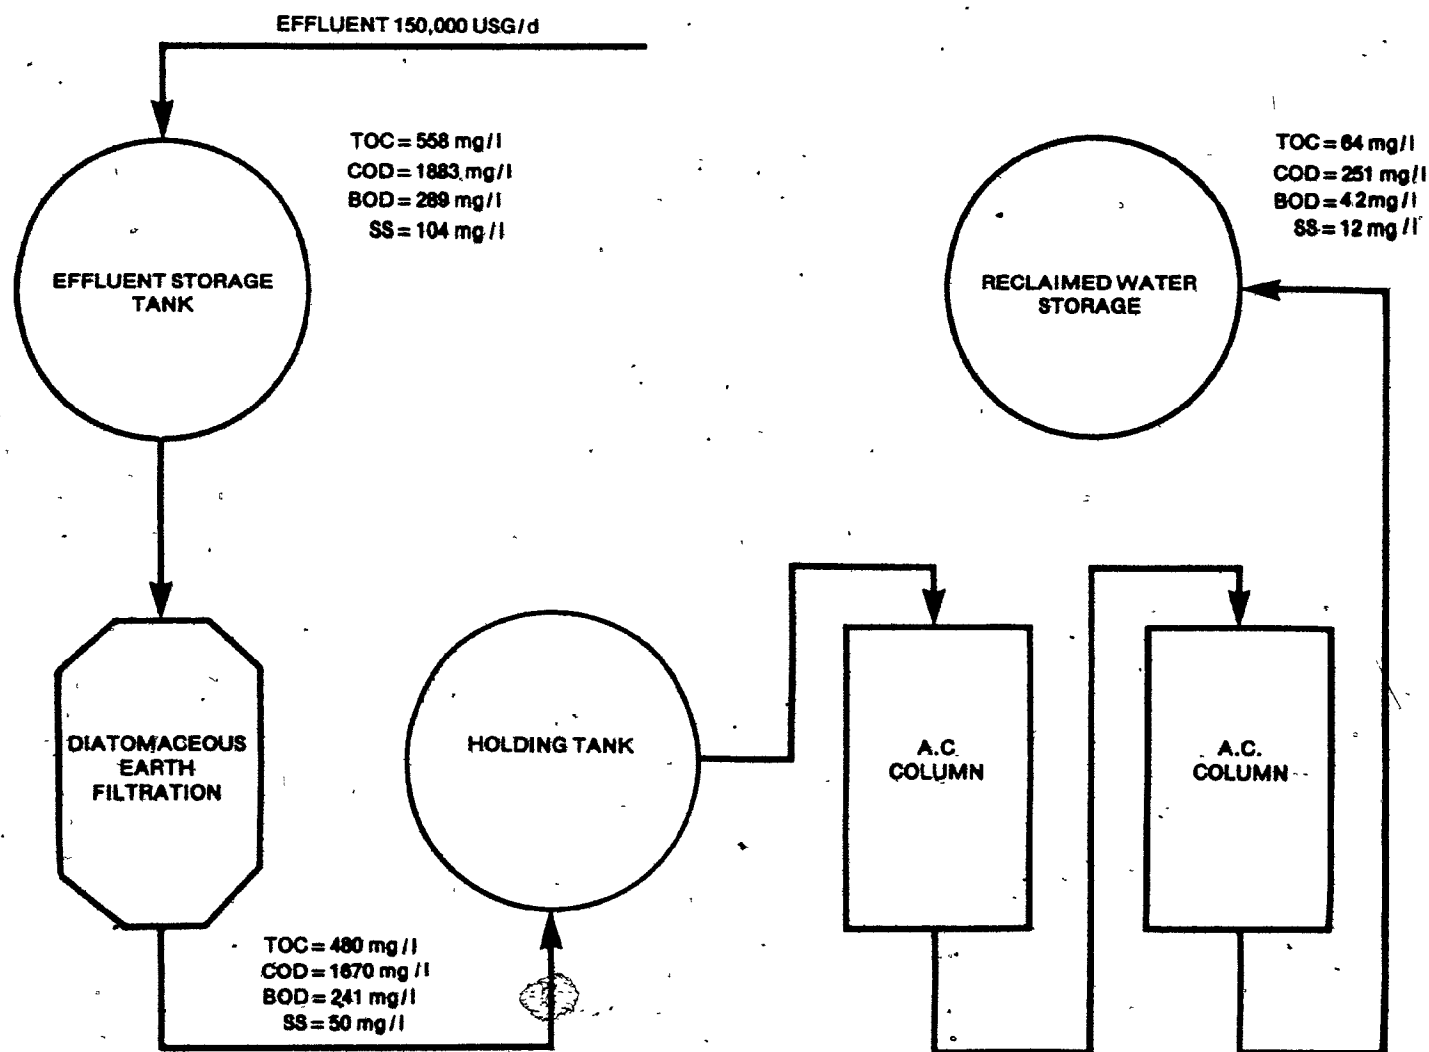 EFFLUENT 150,000 USG/d
TOC = 558 mg/l
COD = 1883 mg/l
BOD = 289 mg/l
SS = 104 mg/l
EFFLUENT STORAGE
TANK
TOC = 64 mg/l
COD = 251 mg/l
BOD = 42 mg/l
SS = 12 mg/l
RECLAIMED WATER
STORAGE
DIATOMACEOUS
EARTH
FILTRATION
HOLDING TANK
A.C.
COLUMN
A.C.
COLUMN
TOC = 480 mg/l
COD = 1670 mg/l
BOD = 241 mg/l
SS = 50 mg/l